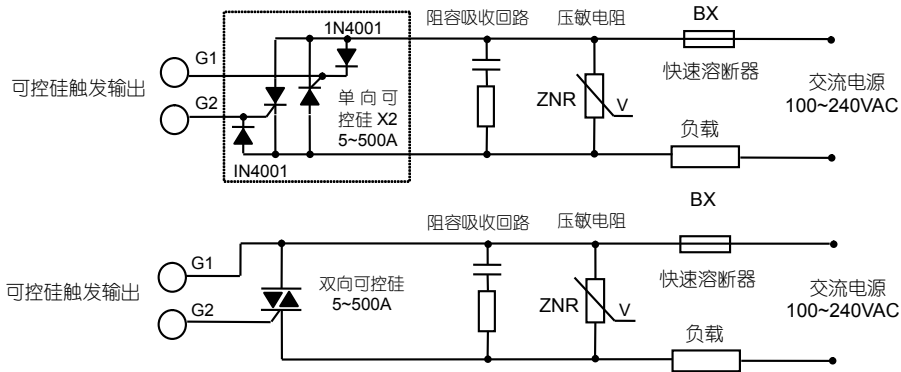 阻容吸收回路 压敏电阻 BX
1N4001
G1
可控硅触发输出
G2
单向可
控硅 X2
5~500A
ZNR
V
快速溶断器
交流电源
100~240VAC
负载
IN4001
BX
阻容吸收回路 压敏电阻
G1
可控硅触发输出
G2
双向可控硅
5~500A
ZNR
V
快速溶断器
交流电源
100~240VAC
负载